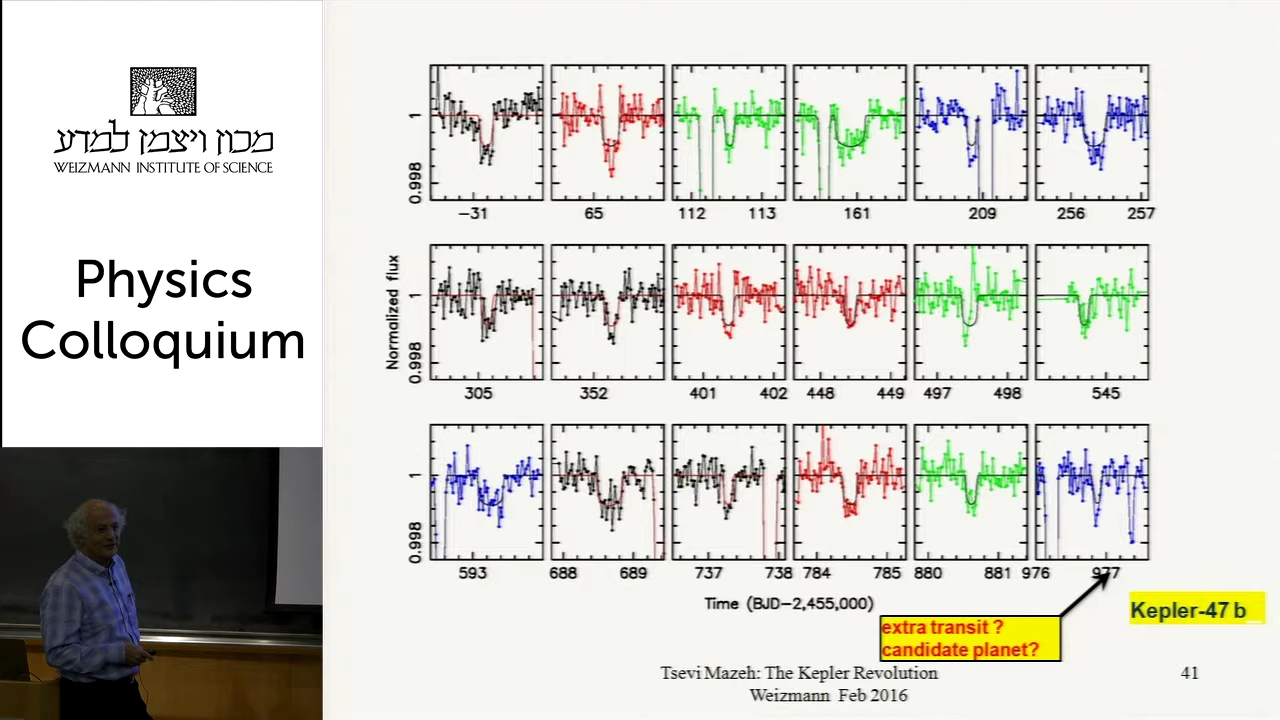 מכון ויצמן למדע
WEIZMANN INSTITUTE OF SCIENCE
Physics
Colloquium
Normalized flux
1
0.998
−31
65
112 113
161
209
256 257
1
0.998
305
352
401 402
448 449
497 498
545
1
0.998
593
688 689
737 738
784 785
880 881
976 977
Time (BJD−2,455,000)
extra transit ?
candidate planet?
Kepler-47 b
Tsevi Mazeh: The Kepler Revolution
Weizmann Feb 2016
41